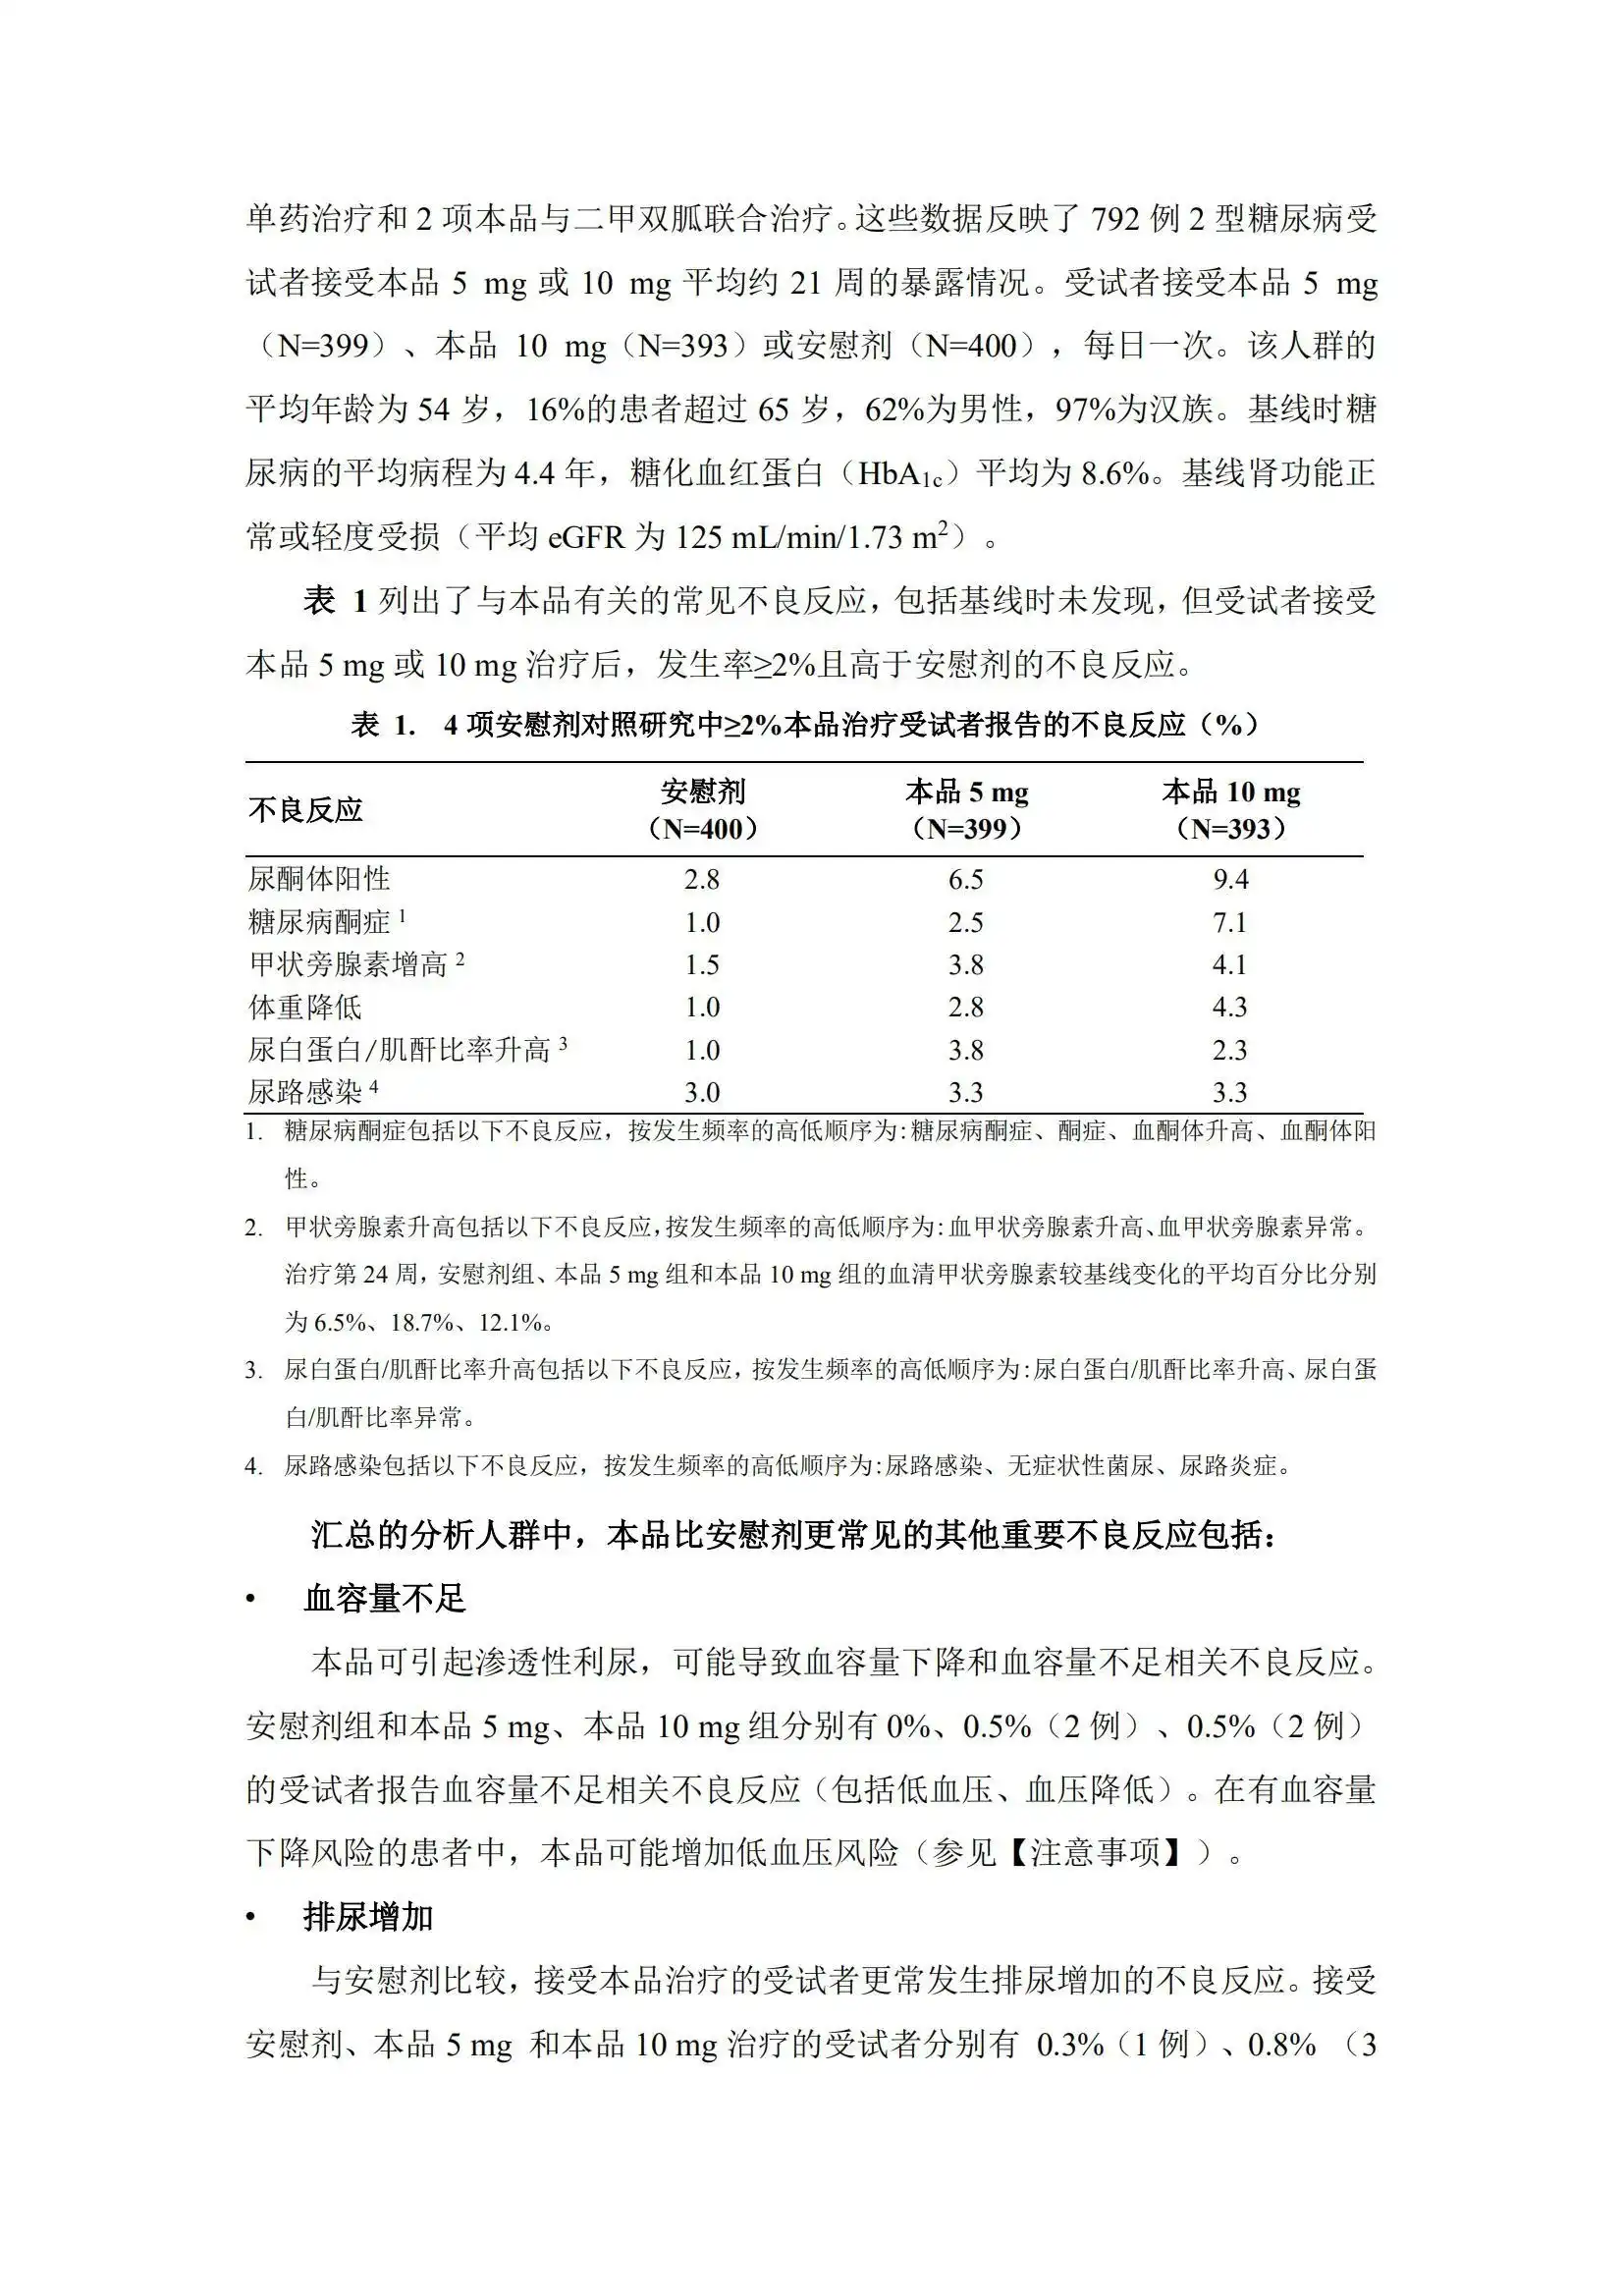 单药治疗和 2 项本品与二甲双胍联合治疗。这些数据反映了 792 例 2 型糖尿病受
试者接受本品 5 mg 或 10 mg 平均约 21 周的暴露情况。受试者接受本品 5 mg
（N=399）、本品 10 mg（N=393）或安慰剂（N=400），每日一次。该人群的
平均年龄为 54 岁，16%的患者超过 65 岁，62%为男性，97%为汉族。基线时糖
尿病的平均病程为 4.4 年，糖化血红蛋白（HbA1c）平均为 8.6%。基线肾功能正
常或轻度受损（平均 eGFR 为 125 mL/min/1.73 m²）。
表 1 列出了与本品有关的常见不良反应，包括基线时未发现，但受试者接受
本品 5 mg 或 10 mg 治疗后，发生率≥2%且高于安慰剂的不良反应。
表 1. 4 项安慰剂对照研究中≥2%本品治疗受试者报告的不良反应（%）
不良反应 安慰剂（N=400） 本品 5 mg（N=399） 本品 10 mg（N=393）
尿酮体阳性 2.8 6.5 9.4
糖尿病酮症 1 1.0 2.5 7.1
甲状旁腺素增高 2 1.5 3.8 4.1
体重降低 1.0 2.8 4.3
尿白蛋白/肌酐比率升高 3 1.0 3.8 2.3
尿路感染 4 3.0 3.3 3.3
1. 糖尿病酮症包括以下不良反应，按发生频率的高低顺序为：糖尿病酮症、酮症、血酮体升高、血酮体阳
性。
2. 甲状旁腺素升高包括以下不良反应，按发生频率的高低顺序为：血甲状旁腺素升高、血甲状旁腺素异常。
治疗第 24 周，安慰剂组、本品 5 mg 组和本品 10 mg 组的血清甲状旁腺素较基线变化的平均百分比分别
为 6.5%、18.7%、12.1%。
3. 尿白蛋白/肌酐比率升高包括以下不良反应，按发生频率的高低顺序为：尿白蛋白/肌酐比率升高、尿白蛋
白/肌酐比率异常。
4. 尿路感染包括以下不良反应，按发生频率的高低顺序为：尿路感染、无症状性菌尿、尿路炎症。
汇总的分析人群中，本品比安慰剂更常见的其他重要不良反应包括：
• 血容量不足
本品可引起渗透性利尿，可能导致血容量下降和血容量不足相关不良反应。
安慰剂组和本品 5 mg、本品 10 mg 组分别有 0%、0.5%（2 例）、0.5%（2 例）
的受试者报告血容量不足相关不良反应（包括低血压、血压降低）。在有血容量
下降风险的患者中，本品可能增加低血压风险（参见【注意事项】）。
• 排尿增加
与安慰剂比较，接受本品治疗的受试者更常发生排尿增加的不良反应。接受
安慰剂、本品 5 mg 和本品 10 mg 治疗的受试者分别有 0.3%（1 例）、0.8% （3